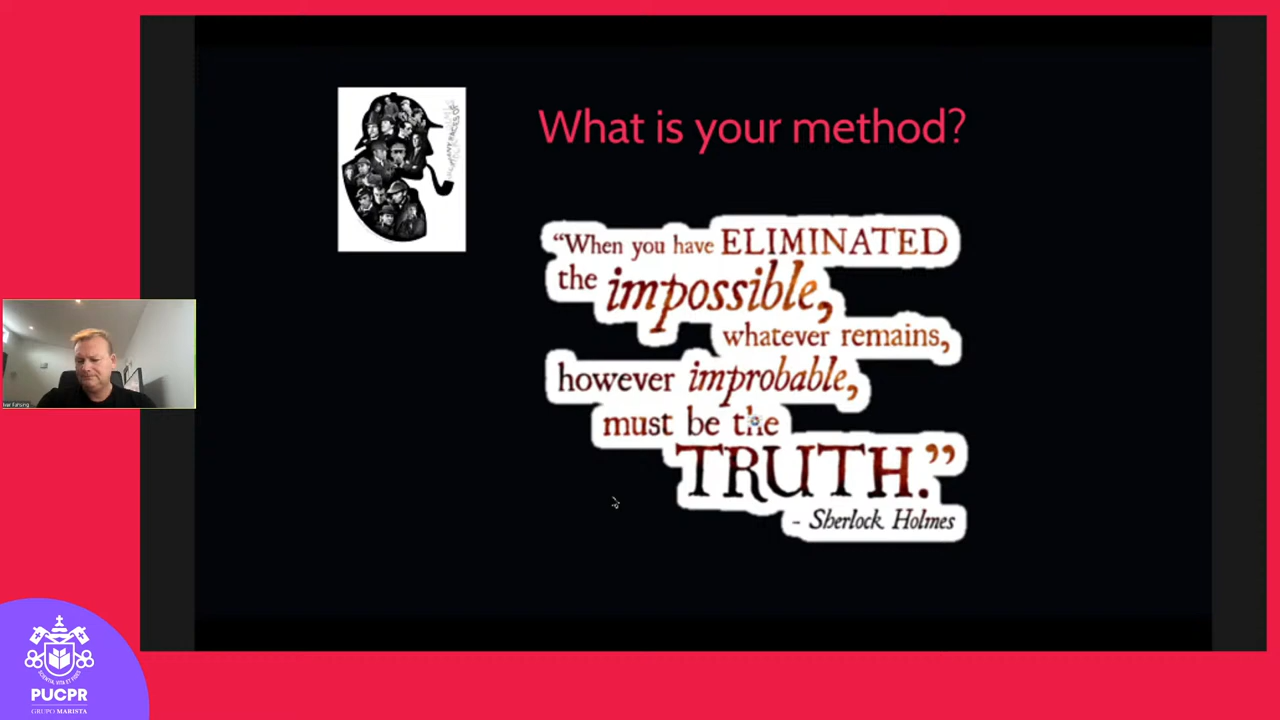 What is your method?
“When you have ELIMINATED
the impossible,
whatever remains,
however improbable,
must be the
TRUTH.”
- Sherlock Holmes
PUCPR
GRUPO MARISTA